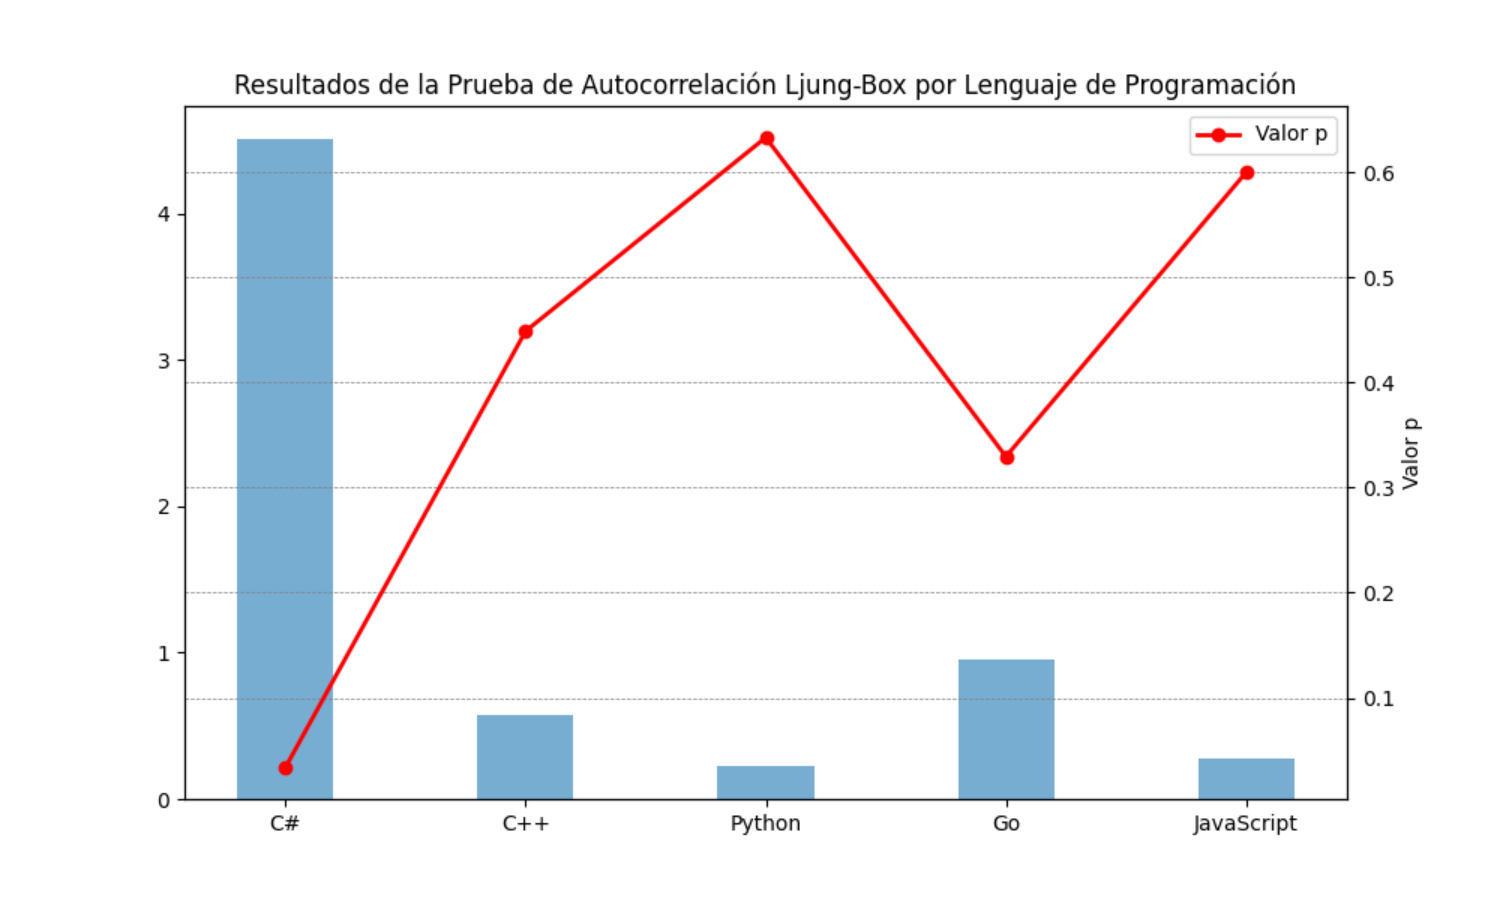 Resultados de la Prueba de Autocorrelación Ljung-Box por Lenguaje de Programación
Valor p
4
3
2
1
0
0.6
0.5
0.4
0.3
0.2
0.1
Valor p
C#
C++
Python
Go
JavaScript